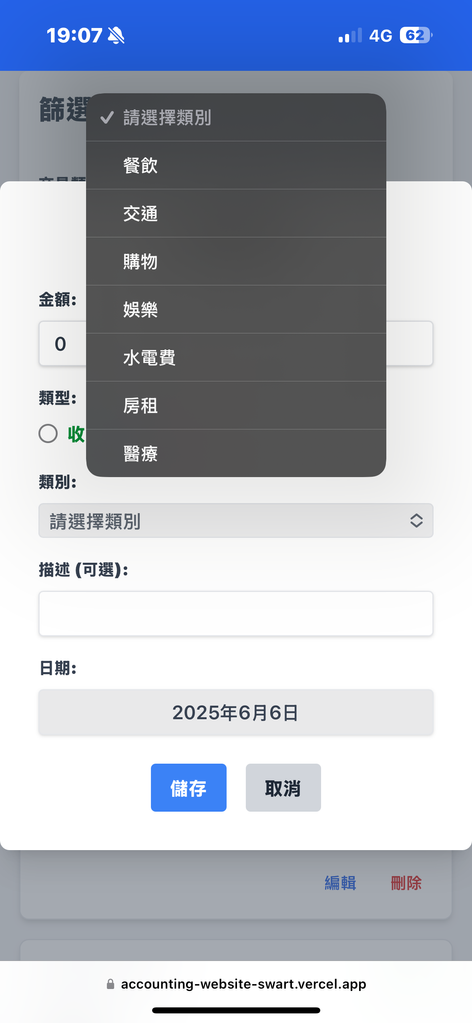 19:07
4G
62
篩選
請選擇類別
餐飲
交通
購物
娛樂
水電費
房租
醫療
金額:
0
類型:
收
類別:
請選擇類別
描述 (可選):
日期:
2025年6月6日
儲存
取消
編輯
刪除
accounting-website-swart.vercel.app